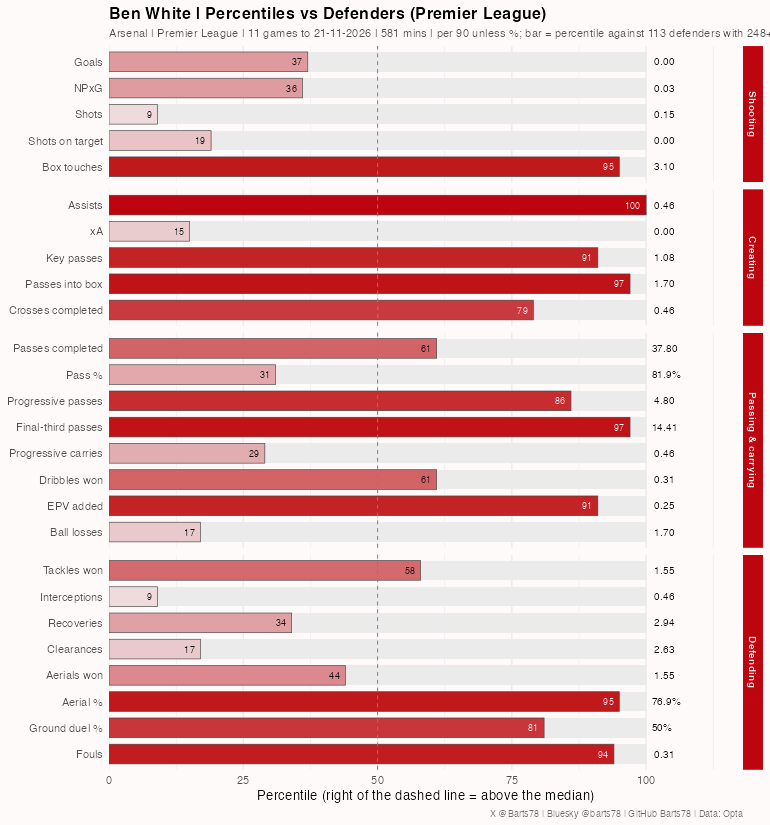 Ben White | Percentiles vs Defenders (Premier League)
Arsenal | Premier League | 11 games to 21-11-2026 | 581 mins | per 90 unless %; bar = percentile against 113 defenders with 248+
Goals 37 0.00
NPxG 36 0.03
Shots 9 0.15
Shots on target 19 0.00
Box touches 95 3.10
Shooting
Assists 100 0.46
xA 15 0.00
Key passes 91 1.08
Passes into box 97 1.70
Crosses completed 79 0.46
Creating
Passes completed 61 37.80
Pass % 31 81.9%
Progressive passes 86 4.80
Final-third passes 97 14.41
Progressive carries 29 0.46
Dribbles won 61 0.31
EPV added 91 0.25
Ball losses 17 1.70
Passing & carrying
Tackles won 58 1.55
Interceptions 9 0.46
Recoveries 34 2.94
Clearances 17 2.63
Aerials won 44 1.55
Aerial % 95 76.9%
Ground duel % 81 50%
Fouls 94 0.31
Defending
0 25 50 75 100
Percentile (right of the dashed line = above the median)
X @Barts78 | Bluesky @barts78 | GitHub Barts78 | Data: Opta